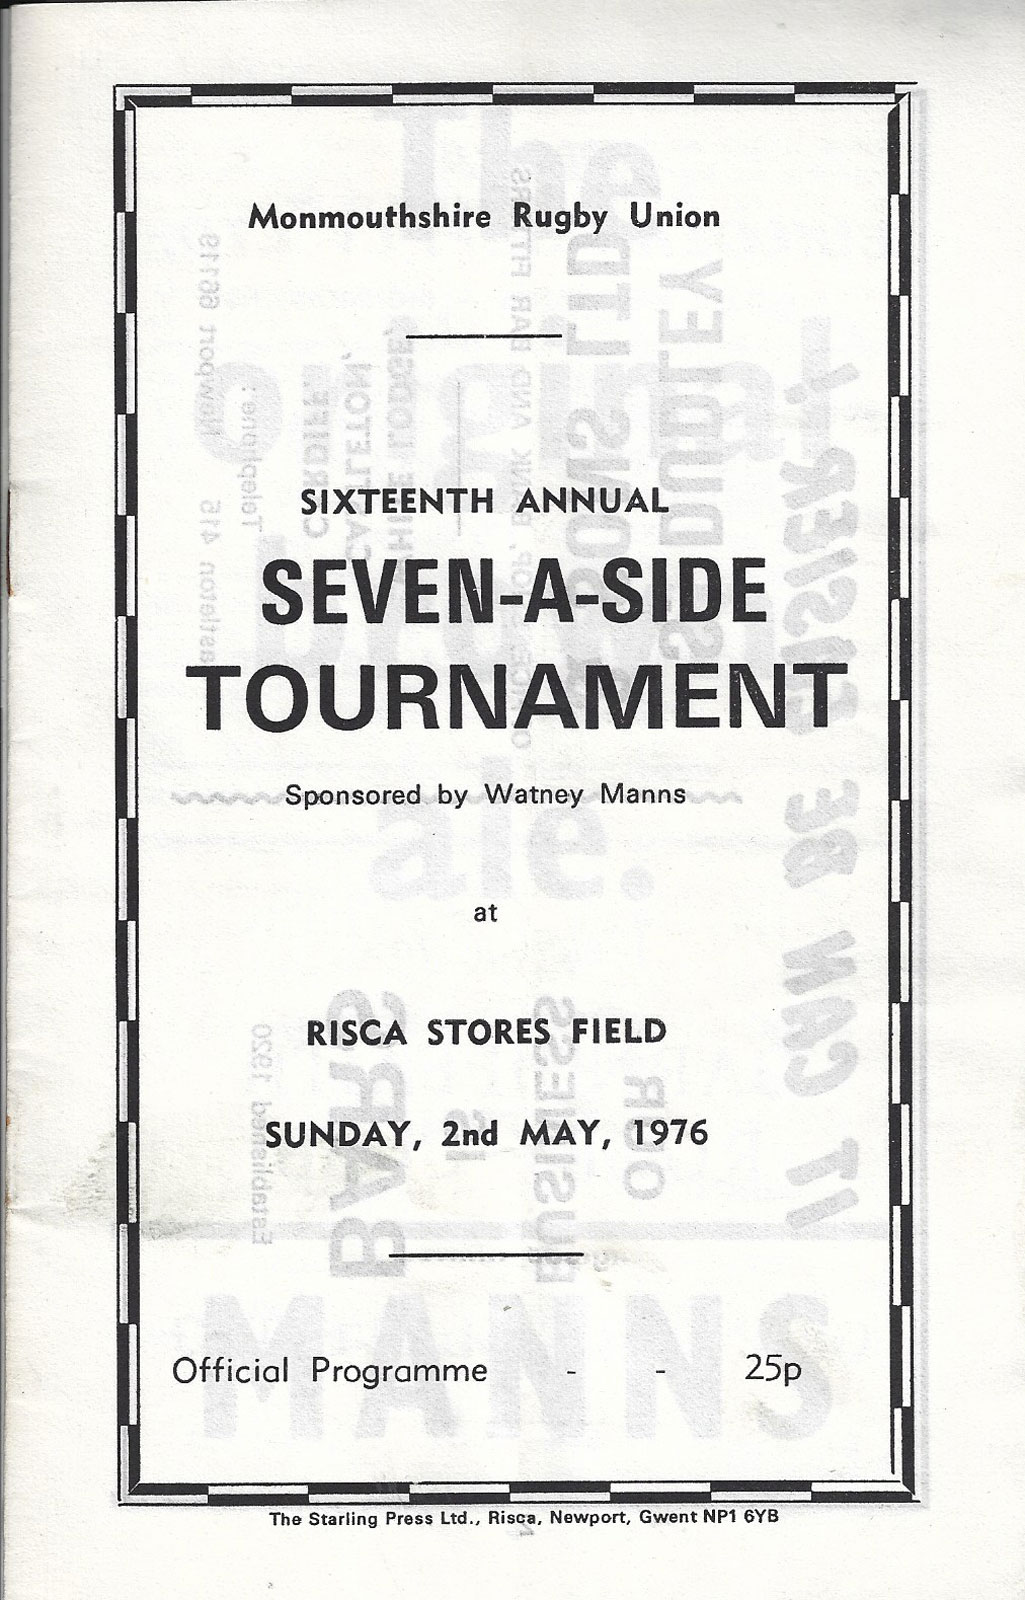 Monmouthshire Rugby Union
SIXTEENTH ANNUAL
SEVEN-A-SIDE
TOURNAMENT
Sponsored by Watney Manns
at
RISCA STORES FIELD
SUNDAY, 2nd MAY, 1976
Official Programme - - 25p
The Starling Press Ltd., Risca, Newport, Gwent NP1 6YB